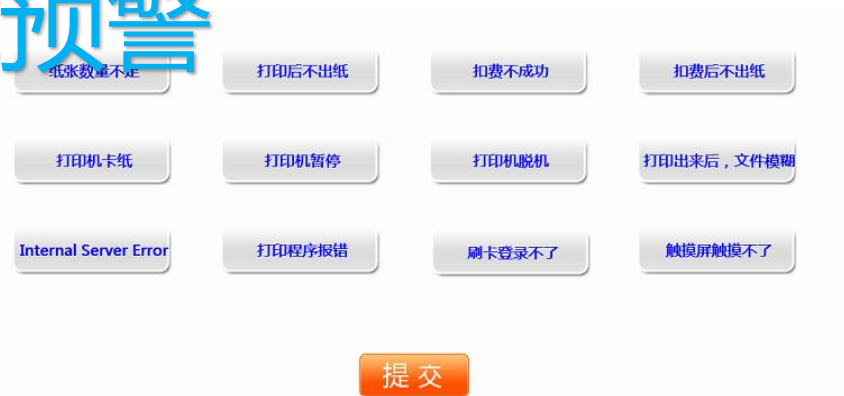 预警
纸张数量不足
打印后不出纸
扣费不成功
扣费后不出纸
打印机卡纸
打印机暂停
打印机脱机
打印出来后，文件模糊
Internal Server Error
打印程序报错
刷卡登录不了
触摸屏触摸不了
提交